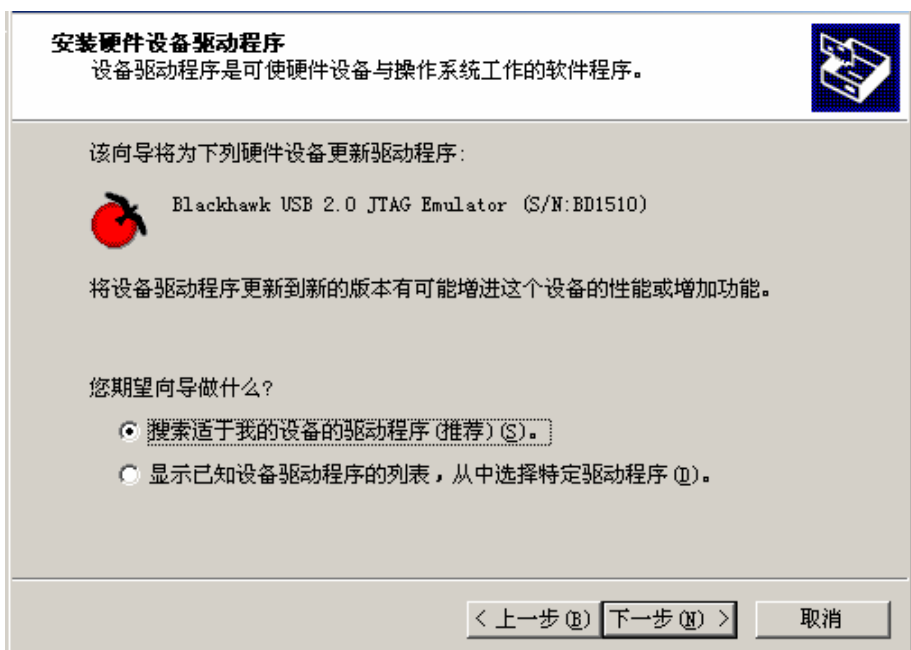 安装硬件设备驱动程序
设备驱动程序是可使硬件设备与操作系统工作的软件程序。
该向导将为下列硬件设备更新驱动程序:
Blackhawk USB 2.0 JTAG Emulator (S/N:BD1510)
将设备驱动程序更新到新的版本有可能增进这个设备的性能或增加功能。
您期望向导做什么?
搜索适于我的设备的驱动程序(推荐)(S)。
显示已知设备驱动程序的列表，从中选择特定驱动程序(D)。
< 上一步(B) 下一步(N) > 取消